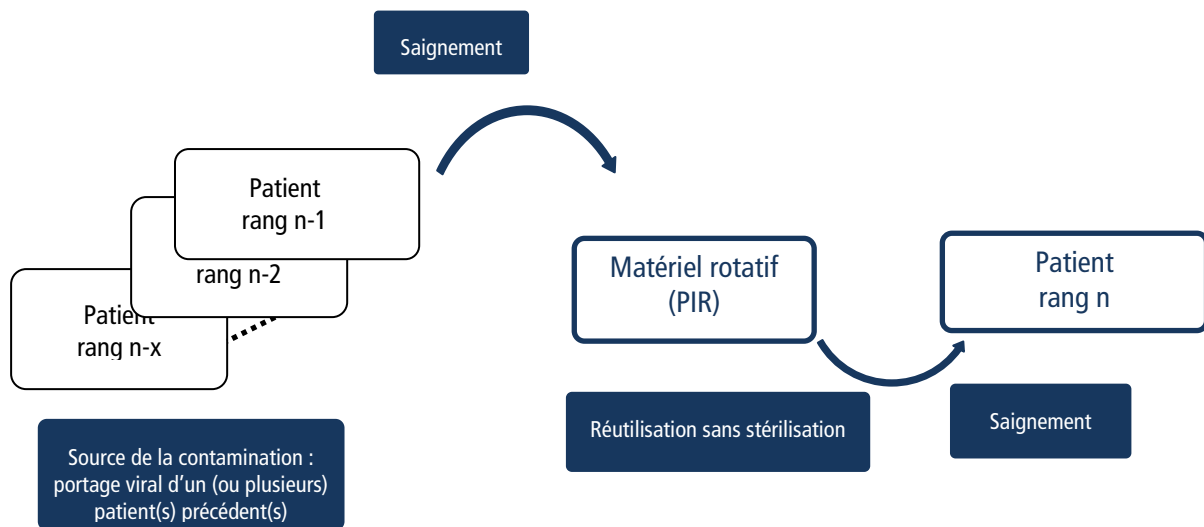 Saignement
Patient
rang n-1
rang n-2
Patient
rang n-x
Matériel rotatif
(PIR)
Patient
rang n
Réutilisation sans stérilisation
Saignement
Source de la contamination :
portage viral d’un (ou plusieurs)
patient(s) précédent(s)